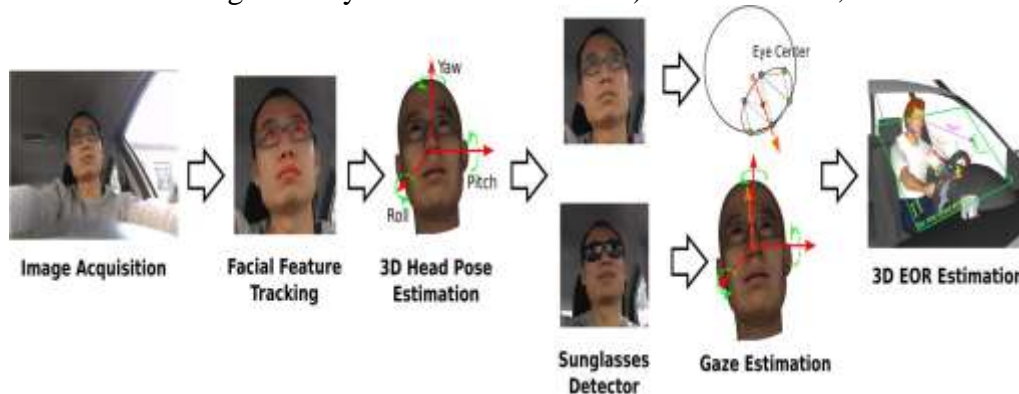 Eye Center
Yaw
Pitch
Roll
Image Acquisition
Facial Feature
Tracking
3D Head Pose
Estimation
Sunglasses
Detector
Gaze Estimation
3D EOR Estimation